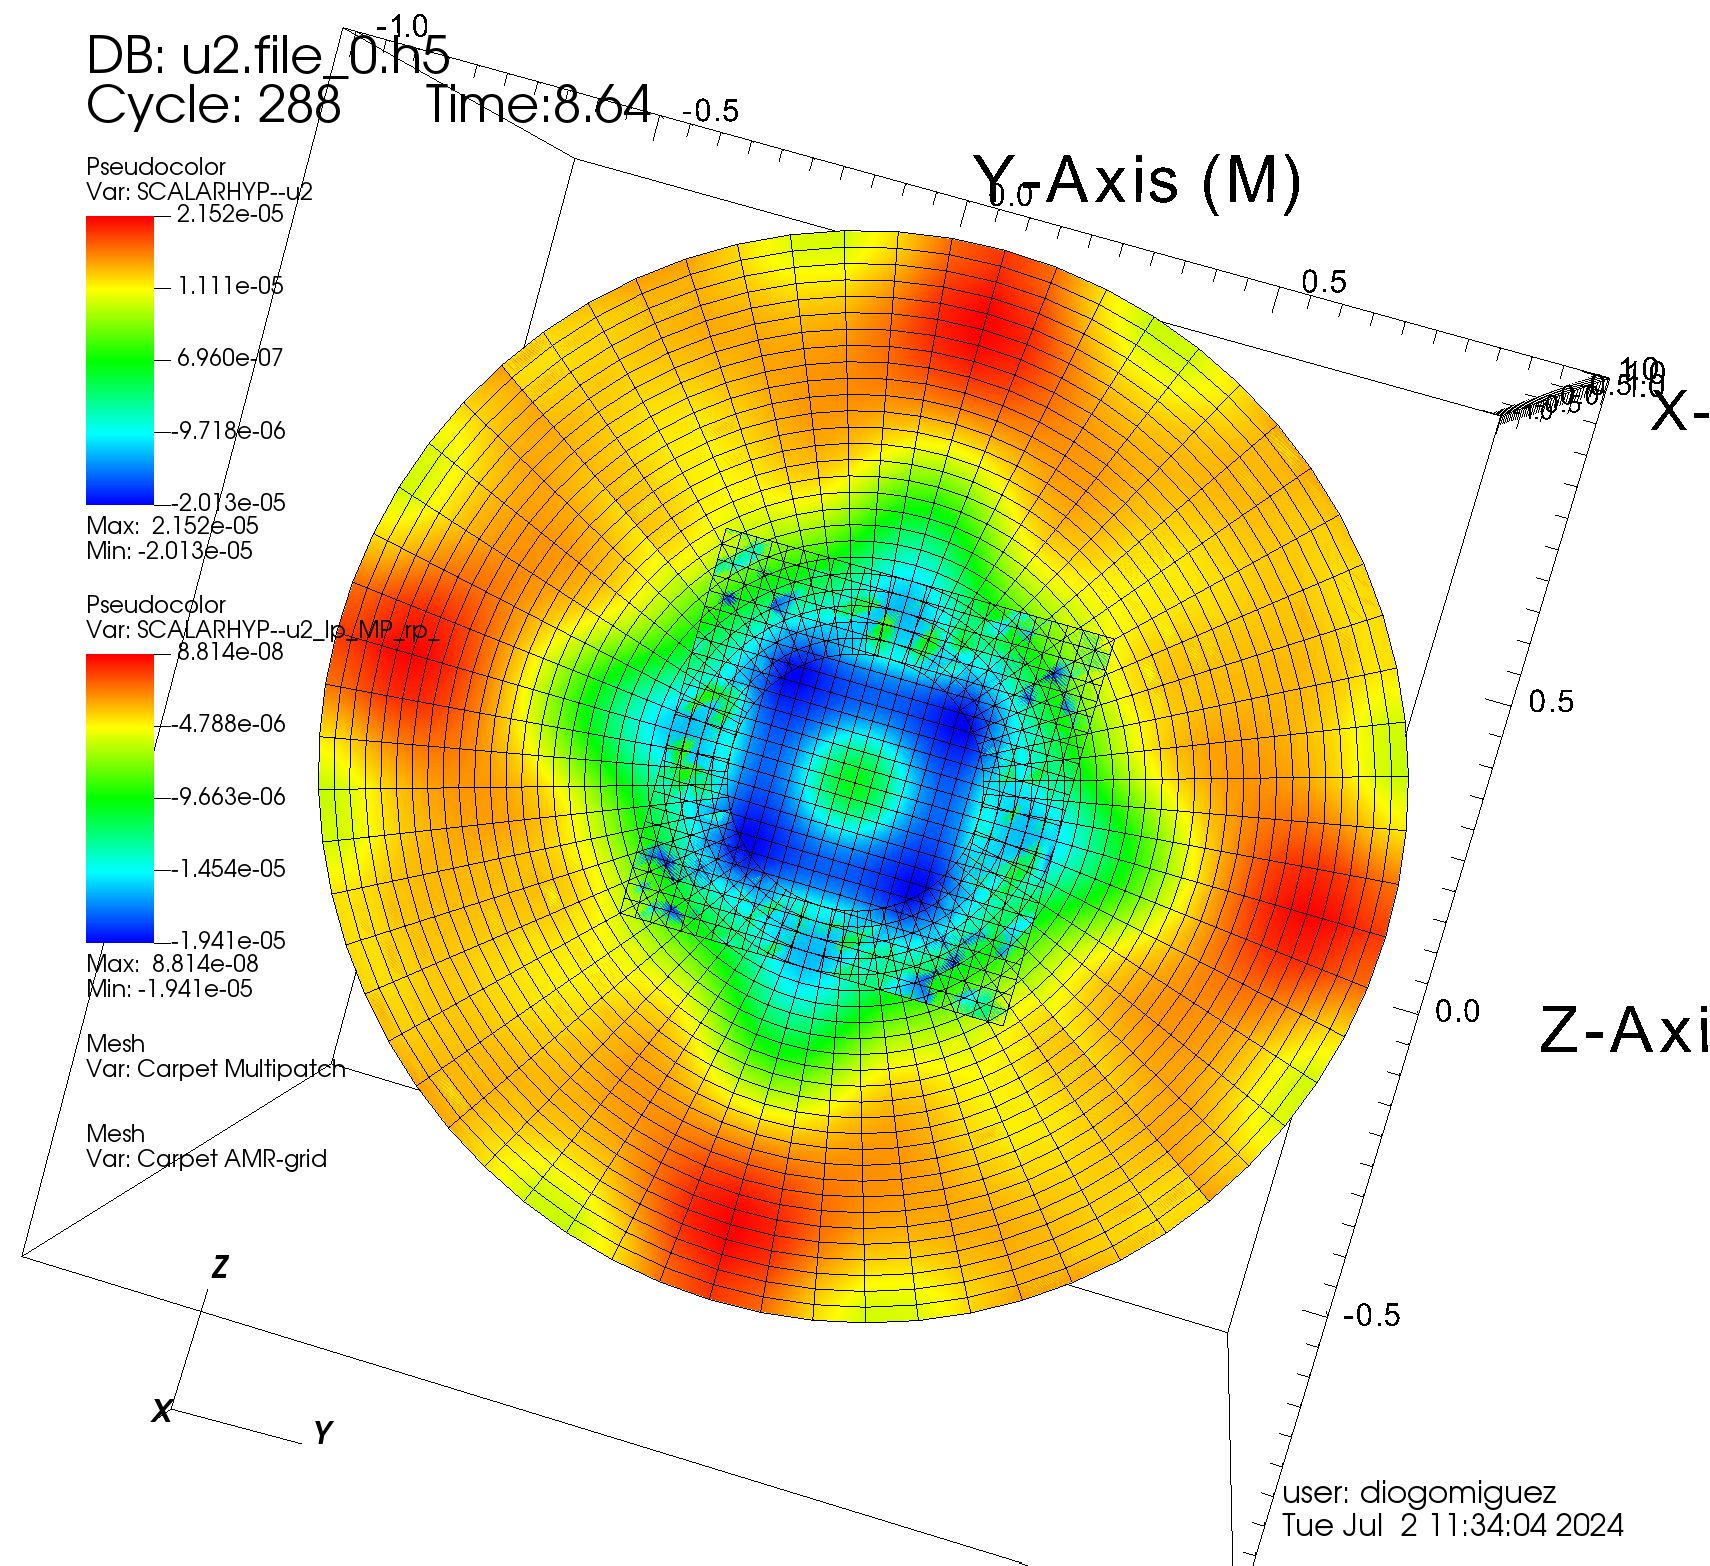 DB: u2.file_0.h5
Cycle: 288 Time:8.64
Pseudocolor
Var: SCALARHYP--u2
2.152e-05
1.111e-05
6.960e-07
-9.718e-06
-2.013e-05
Max: 2.152e-05
Min: -2.013e-05
Pseudocolor
Var: SCALARHYP--u2_lp_MP_rp_
8.814e-08
-4.788e-06
-9.663e-06
-1.454e-05
-1.941e-05
Max: 8.814e-08
Min: -1.941e-05
Mesh
Var: Carpet Multipatch
Mesh
Var: Carpet AMR-grid
-1.0
-0.5
Y-Axis (M)
0.0
0.5
1.0
X-
0.5
0.0
Z-Axi
-0.5
Z
X
Y
user: diogomiguez
Tue Jul 2 11:34:04 2024